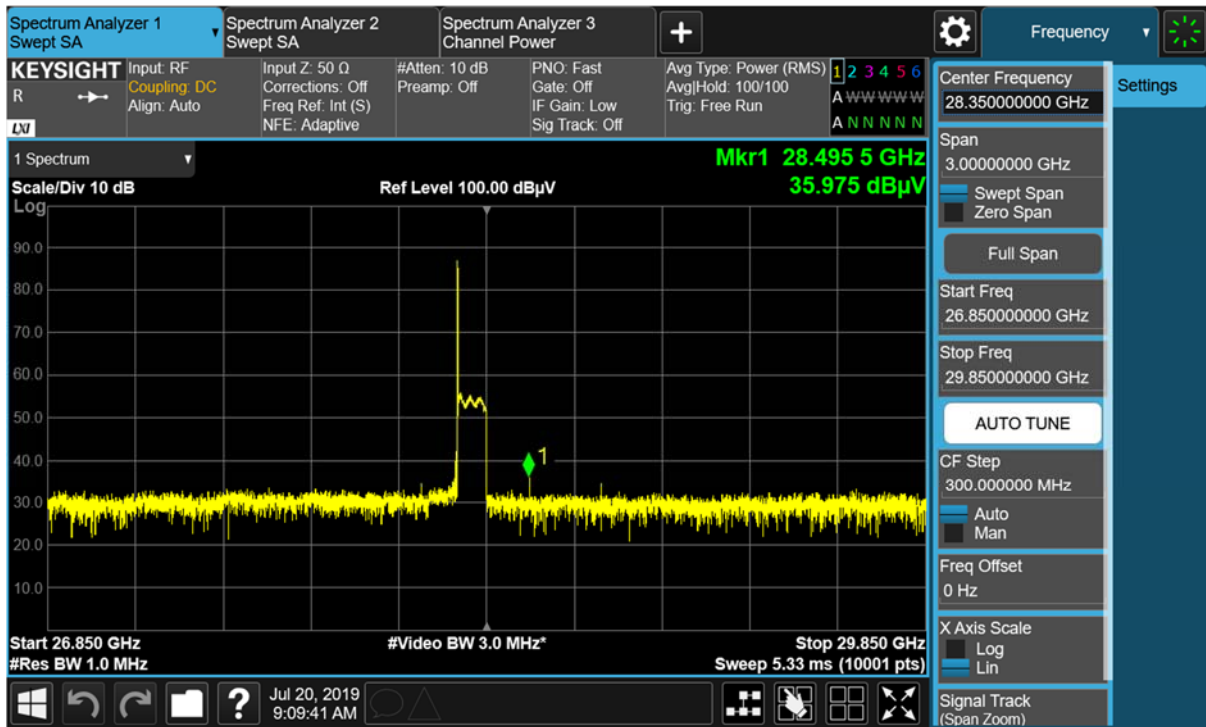 Spectrum Analyzer 1
Swept SA
Spectrum Analyzer 2
Swept SA
Spectrum Analyzer 3
Channel Power
Frequency
KEYSIGHT
R
LXI
Input: RF
Coupling: DC
Align: Auto
Input Z: 50 Ω
Corrections: Off
Freq Ref: Int (S)
NFE: Adaptive
#Atten: 10 dB
Preamp: Off
PNO: Fast
Gate: Off
IF Gain: Low
Sig Track: Off
Avg Type: Power (RMS)
Avg|Hold: 100/100
Trig: Free Run
1 2 3 4 5 6
A W W W W W
A N N N N N
1 Spectrum
Mkr1 28.495 5 GHz
35.975 dBµV
Scale/Div 10 dB
Ref Level 100.00 dBµV
Log
90.0
80.0
70.0
60.0
50.0
40.0
30.0
20.0
10.0
1
Start 26.850 GHz
#Video BW 3.0 MHz*
Stop 29.850 GHz
#Res BW 1.0 MHz
Sweep 5.33 ms (10001 pts)
Center Frequency
28.350000000 GHz
Span
3.00000000 GHz
Swept Span
Zero Span
Full Span
Start Freq
26.850000000 GHz
Stop Freq
29.850000000 GHz
AUTO TUNE
CF Step
300.000000 MHz
Auto
Man
Freq Offset
0 Hz
X Axis Scale
Log
Lin
Signal Track
(Span Zoom)
Settings
?
Jul 20, 2019
9:09:41 AM